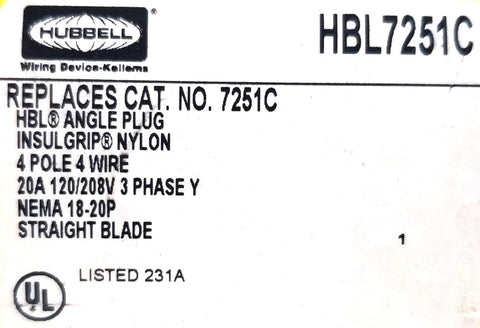 HUBBELL®
Wiring Device-Kellems
HBL7251C
REPLACES CAT. NO. 7251C
HBL® ANGLE PLUG
INSULGRIP® NYLON
4 POLE 4 WIRE
20A 120/208V 3 PHASE Y
NEMA 18-20P
STRAIGHT BLADE
1
UL
LISTED 231A